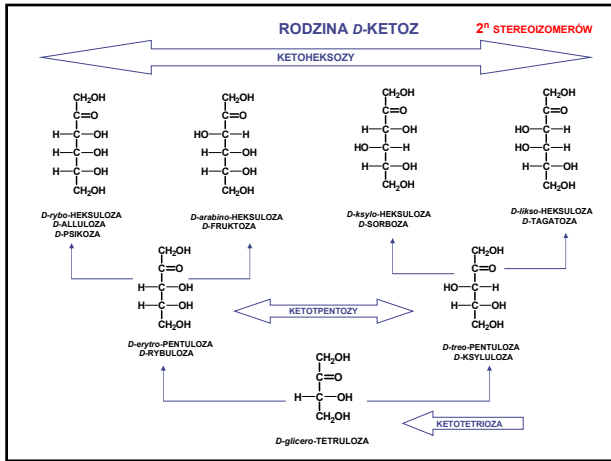 RODZINA D-KETOZ
2ⁿ STEREOIZOMERÓW
KETOHEKSOZY
CH₂OH
C=O
H—C—OH
H—C—OH
H—C—OH
CH₂OH
D-rybo-HEKSULOZA
D-ALLULOZA
D-PSIKOZA
CH₂OH
C=O
HO—C—H
H—C—OH
H—C—OH
CH₂OH
D-arabino-HEKSULOZA
D-FRUKTOZA
CH₂OH
C=O
H—C—OH
HO—C—H
H—C—OH
CH₂OH
D-ksylo-HEKSULOZA
D-SORBOZA
CH₂OH
C=O
HO—C—H
HO—C—H
H—C—OH
CH₂OH
D-likso-HEKSULOZA
D-TAGATOZA
CH₂OH
C=O
H—C—OH
H—C—OH
CH₂OH
D-erytro-PENTULOZA
D-RYBULOZA
KETOTPENTOZY
CH₂OH
C=O
HO—C—H
H—C—OH
CH₂OH
D-treo-PENTULOZA
D-KSYLULOZA
CH₂OH
C=O
H—C—OH
CH₂OH
D-glicero-TETRULOZA
KETOTETRIOZA